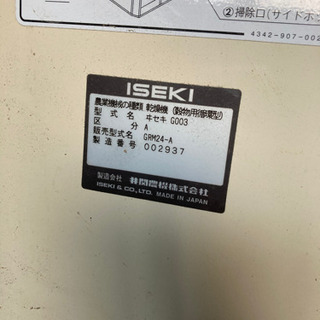 ②掃除口(サイドボ
4342-907-002
ISEKI
農業機械の種類 乾燥機(穀物用循環型)
型式名 ヰセキ G003
区分 A
販売型式名 GRM24-A
製造番号 002937
製造会社 井関農機株式会社
ISEKI & CO.,LTD. MADE IN JAPAN